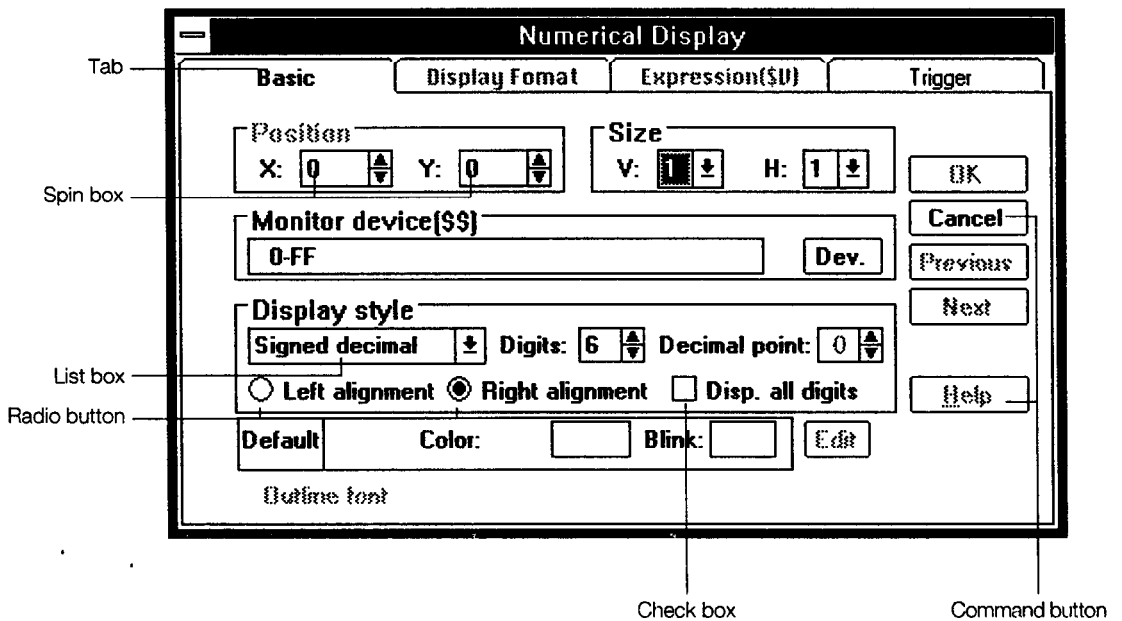 Numerical Display
Tab
Basic Display Fomat Expression($V) Trigger
Position Size
X: 0 Y: 0 V: 1 H: 1
OK
Spin box
Cancel
Monitor device($$)
0-FF Dev.
Previous
Next
Display style
Signed decimal Digits: 6 Decimal point: 0
List box
Left alignment Right alignment Disp. all digits
Help
Radio button
Default Color: Blink: Edit
Outline font
Check box Command button